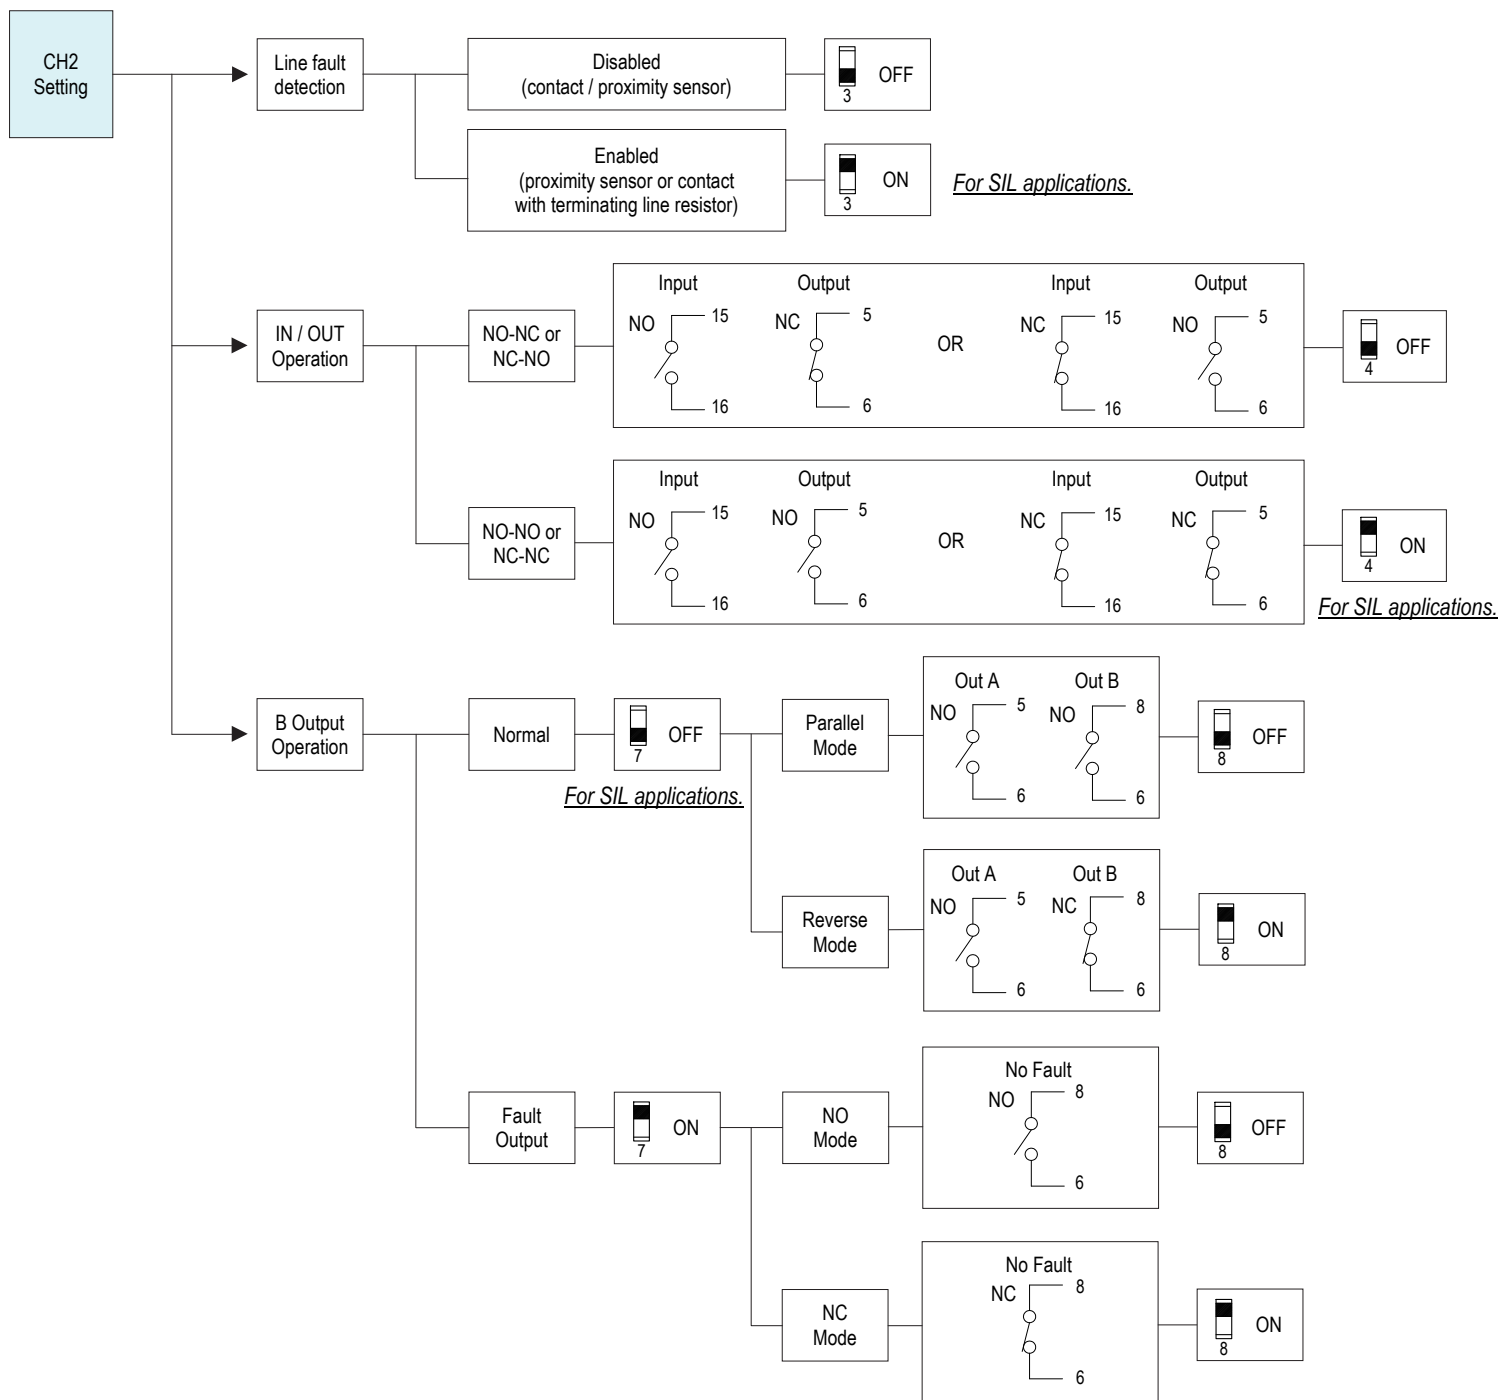 CH2
Setting
Line fault
detection
Disabled
(contact / proximity sensor)
3
OFF
Enabled
(proximity sensor or contact
with terminating line resistor)
3
ON
For SIL applications.
IN / OUT
Operation
NO-NC or
NC-NO
Input
NO
15
16
Output
NC
5
6
OR
Input
NC
15
16
Output
NO
5
6
4
OFF
NO-NO or
NC-NC
Input
NO
15
16
Output
NO
5
6
OR
Input
NC
15
16
Output
NC
5
6
4
ON
For SIL applications.
B Output
Operation
Normal
7
OFF
For SIL applications.
Parallel
Mode
Out A
NO
5
6
Out B
NO
8
6
8
OFF
Reverse
Mode
Out A
NO
5
6
Out B
NC
8
6
8
ON
Fault
Output
7
ON
NO
Mode
No Fault
NO
8
6
8
OFF
NC
Mode
No Fault
NC
8
6
8
ON